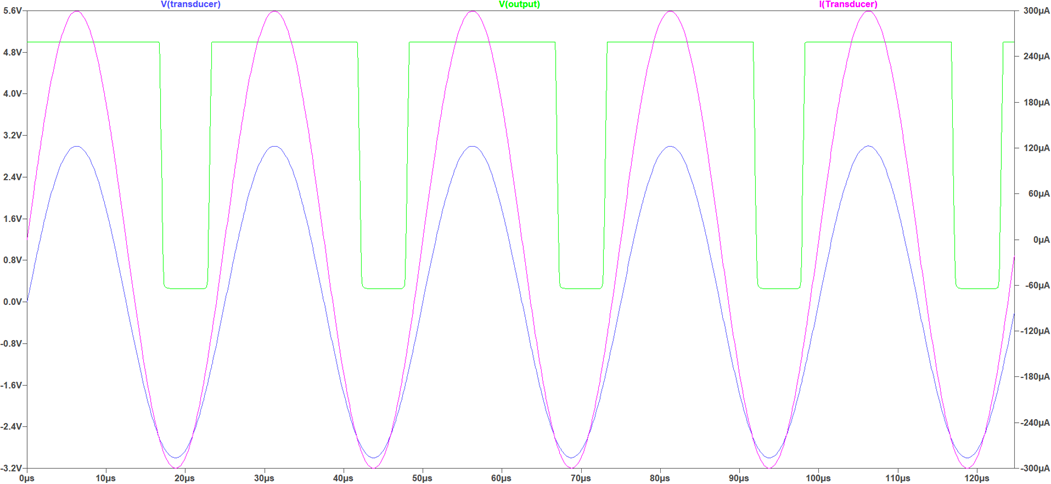 V(transducer) V(output) I(Transducer)
5.6V 300µA
4.8V 240µA
4.0V 180µA
3.2V 120µA
2.4V 60µA
1.6V 0µA
0.8V -60µA
0.0V -120µA
-0.8V -180µA
-1.6V -240µA
-2.4V -300µA
-3.2V
0µs 10µs 20µs 30µs 40µs 50µs 60µs 70µs 80µs 90µs 100µs 110µs 120µs